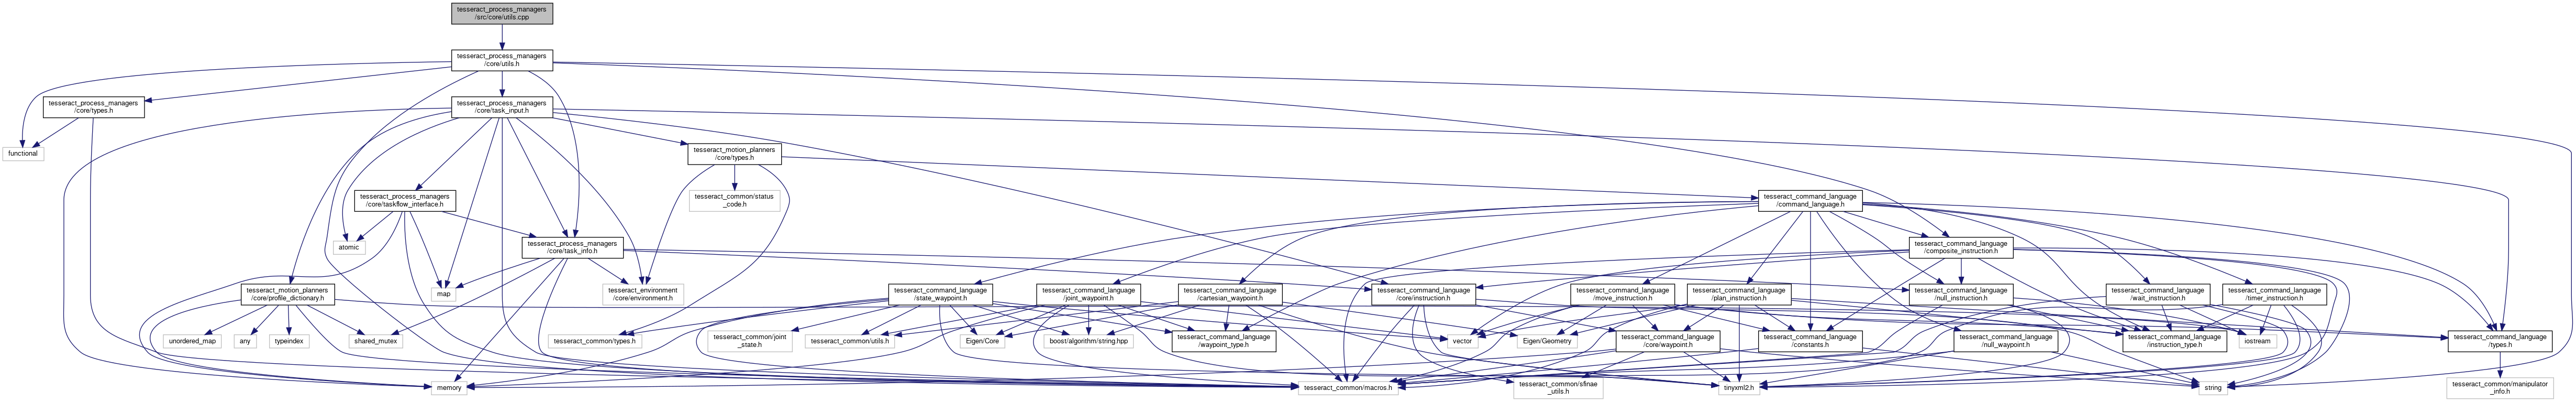 tesseract_process_managers
/src/core/utils.cpp
tesseract_process_managers
/core/utils.h
tesseract_process_managers
/core/types.h
tesseract_process_managers
/core/task_input.h
functional
tesseract_motion_planners
/core/types.h
tesseract_process_managers
/core/taskflow_interface.h
tesseract_common/status
_code.h
tesseract_command_language
/command_language.h
atomic
tesseract_process_managers
/core/task_info.h
tesseract_command_language
/composite_instruction.h
tesseract_motion_planners
/core/profile_dictionary.h
map
tesseract_environment
/core/environment.h
tesseract_command_language
/state_waypoint.h
tesseract_command_language
/joint_waypoint.h
tesseract_command_language
/cartesian_waypoint.h
tesseract_command_language
/core/instruction.h
tesseract_command_language
/move_instruction.h
tesseract_command_language
/plan_instruction.h
tesseract_command_language
/null_instruction.h
tesseract_command_language
/wait_instruction.h
tesseract_command_language
/timer_instruction.h
unordered_map
any
typeindex
shared_mutex
tesseract_common/types.h
tesseract_common/joint
_state.h
tesseract_common/utils.h
Eigen/Core
boost/algorithm/string.hpp
tesseract_command_language
/waypoint_type.h
vector
Eigen/Geometry
tesseract_command_language
/core/waypoint.h
tesseract_command_language
/constants.h
tesseract_command_language
/null_waypoint.h
tesseract_command_language
/instruction_type.h
iostream
tesseract_command_language
/types.h
memory
tesseract_common/macros.h
tesseract_common/sfinae
_utils.h
tinyxml2.h
string
tesseract_common/manipulator
_info.h